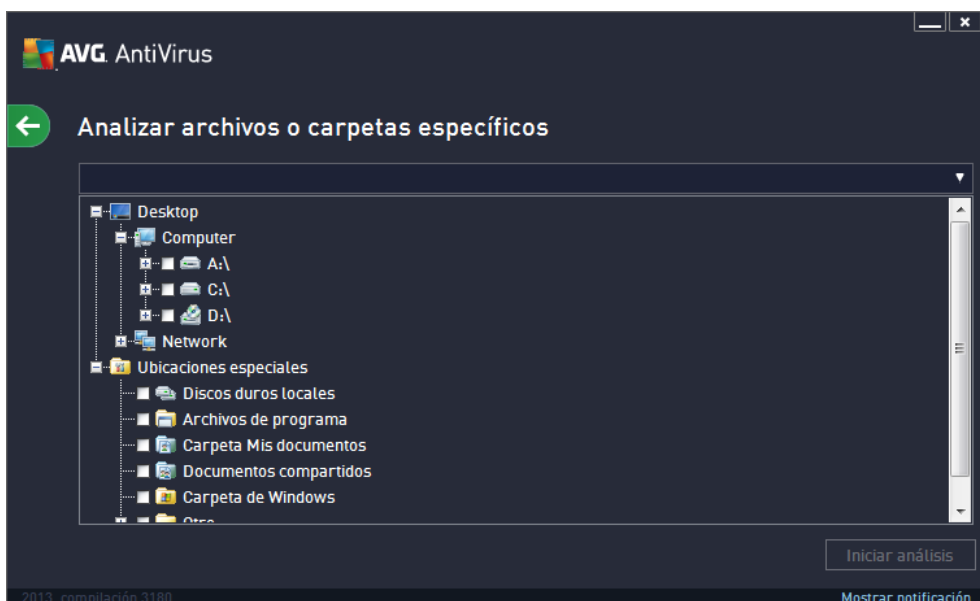 AVG. AntiVirus
Analizar archivos o carpetas específicos
Desktop
Computer
A:\
C:\
D:\
Network
Ubicaciones especiales
Discos duros locales
Archivos de programa
Carpeta Mis documentos
Documentos compartidos
Carpeta de Windows
Otro
Iniciar análisis
2013 compilación 3180
Mostrar notificación